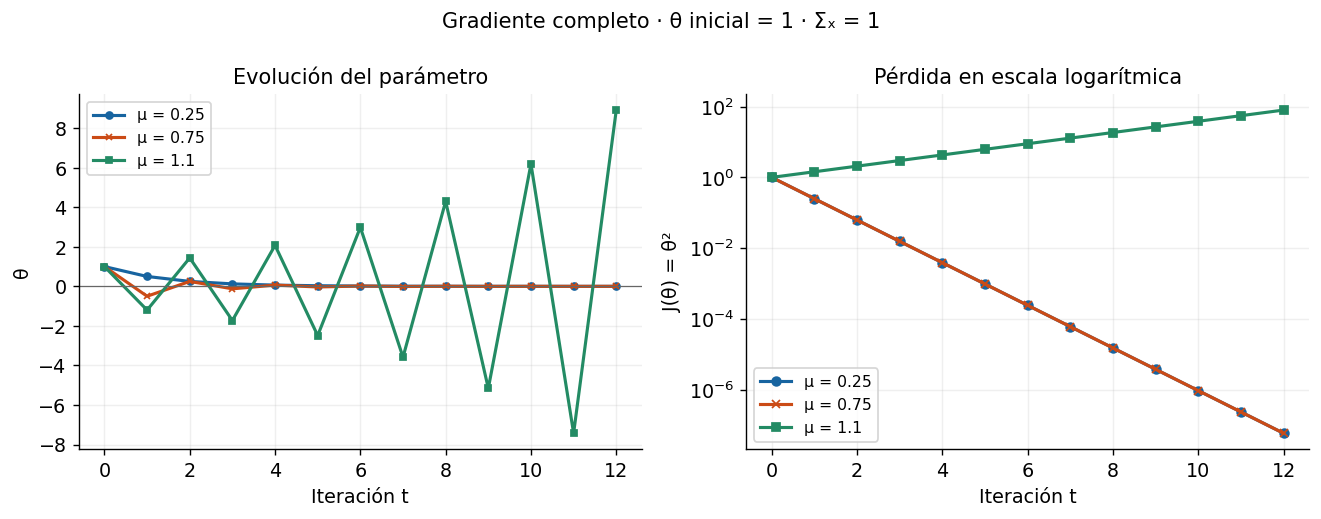 Gradiente completo · θ inicial = 1 · Σₓ = 1
Evolución del parámetro
θ
8
6
4
2
0
−2
−4
−6
−8
μ = 0.25
μ = 0.75
μ = 1.1
0 2 4 6 8 10 12
Iteración t
Pérdida en escala logarítmica
J(θ) = θ²
10²
10⁰
10⁻²
10⁻⁴
10⁻⁶
μ = 0.25
μ = 0.75
μ = 1.1
0 2 4 6 8 10 12
Iteración t